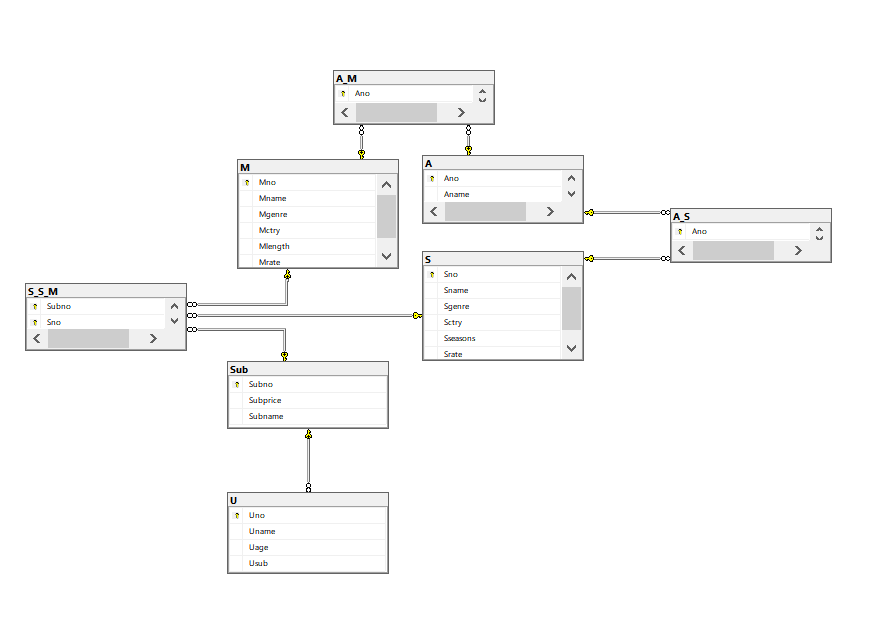 A_M
Ano
M
Mno
Mname
Mgenre
Mctry
Mlength
Mrate
A
Ano
Aname
A_S
Ano
S
Sno
Sname
Sgenre
Sctry
Sseasons
Srate
S_S_M
Subno
Sno
Sub
Subno
Subprice
Subname
U
Uno
Uname
Uage
Usub